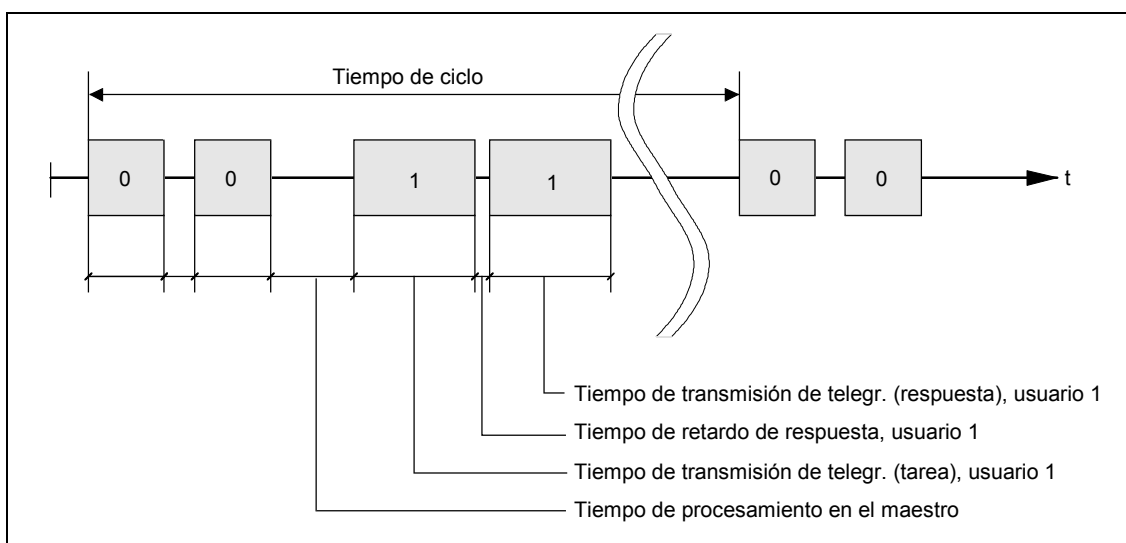 Tiempo de ciclo
0 0 1 1 0 0 t
Tiempo de transmisión de telegr. (respuesta), usuario 1
Tiempo de retardo de respuesta, usuario 1
Tiempo de transmisión de telegr. (tarea), usuario 1
Tiempo de procesamiento en el maestro